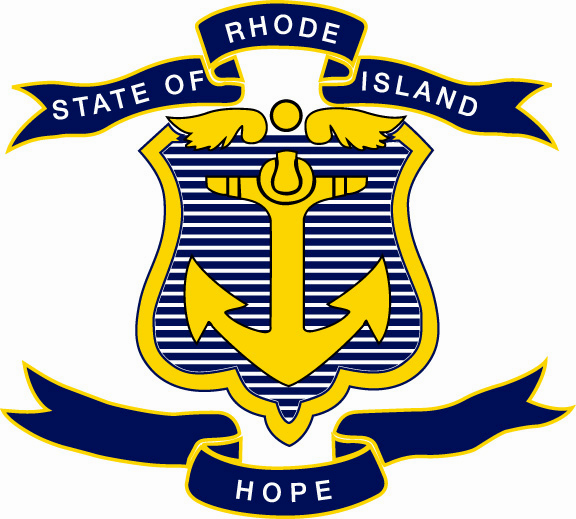 STATE OF RHODE ISLAND
HOPE